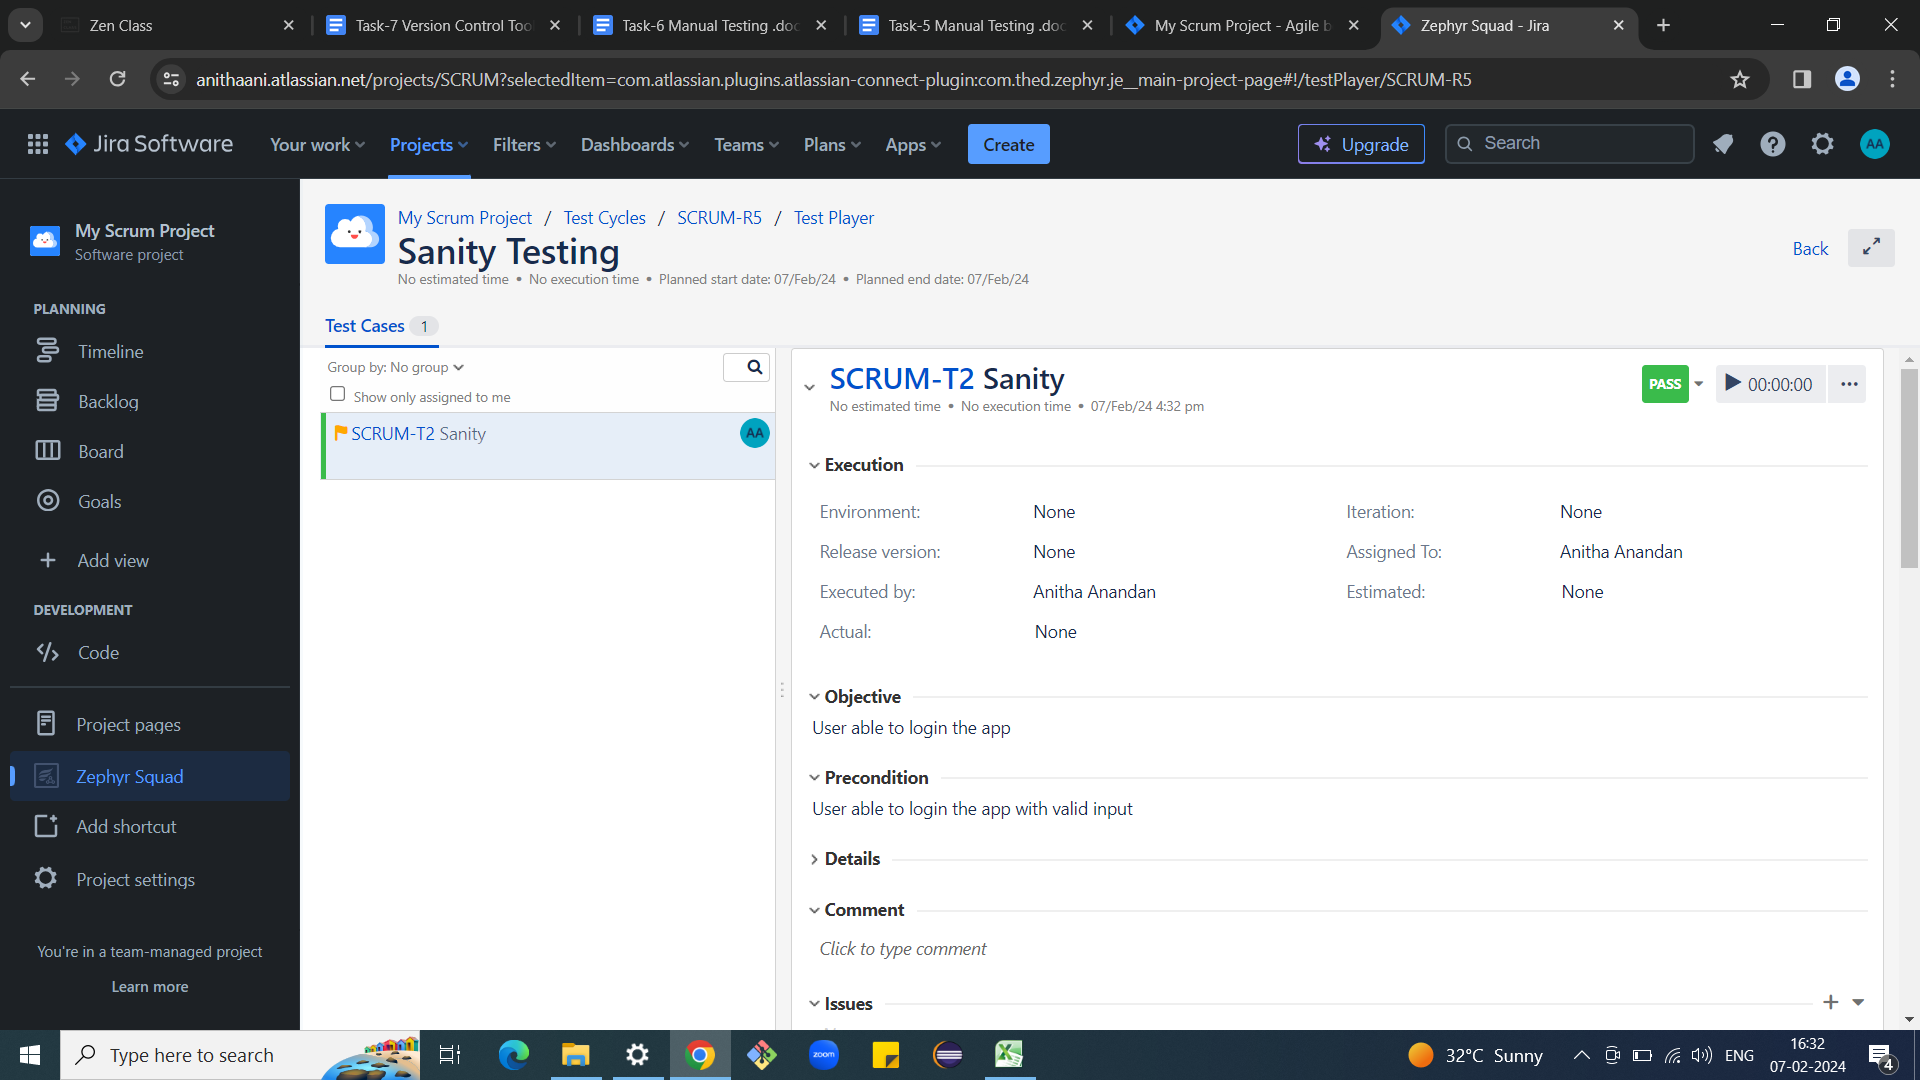 Zen Class
Task-7 Version Control Too
Task-6 Manual Testing .doc
Task-5 Manual Testing .doc
My Scrum Project - Agile b
Zephyr Squad - Jira
anithaani.atlassian.net/projects/SCRUM?selectedItem=com.atlassian.plugins.atlassian-connect-plugin:com.thed.zephyr.je__main-project-page#!/testPlayer/SCRUM-R5
Jira Software
Your work
Projects
Filters
Dashboards
Teams
Plans
Apps
Create
Upgrade
Search
AA
My Scrum Project
Software project
PLANNING
Timeline
Backlog
Board
Goals
Add view
DEVELOPMENT
Code
Project pages
Zephyr Squad
Add shortcut
Project settings
You're in a team-managed project
Learn more
My Scrum Project / Test Cycles / SCRUM-R5 / Test Player
Sanity Testing
No estimated time • No execution time • Planned start date: 07/Feb/24 • Planned end date: 07/Feb/24
Back
Test Cases 1
Group by: No group
Show only assigned to me
SCRUM-T2 Sanity
AA
SCRUM-T2 Sanity
No estimated time • No execution time • 07/Feb/24 4:32 pm
PASS
00:00:00
Execution
Environment: None
Iteration: None
Release version: None
Assigned To: Anitha Anandan
Executed by: Anitha Anandan
Estimated: None
Actual: None
Objective
User able to login the app
Precondition
User able to login the app with valid input
Details
Comment
Click to type comment
Issues
Type here to search
zoom
32°C Sunny
ENG
16:32
07-02-2024
4